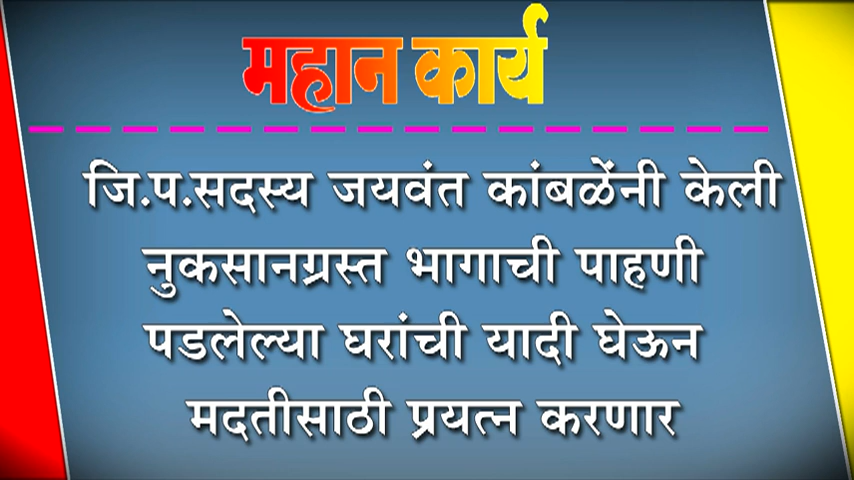 महान कार्य
जि.प.सदस्य जयवंत कांबळेंनी केली
नुकसानग्रस्त भागाची पाहणी
पडलेल्या घरांची यादी घेऊन
मदतीसाठी प्रयत्न करणार